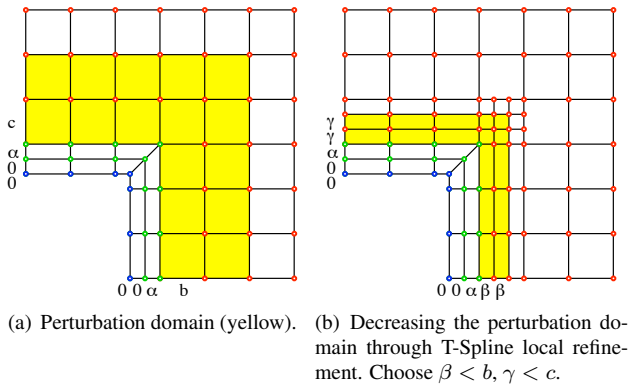 c
α
0
0
0 0 α b
γ
γ
α
0
0
0 0 α β β
(a) Perturbation domain (yellow).
(b) Decreasing the perturbation do-
main through T-Spline local refine-
ment. Choose β < b, γ < c.